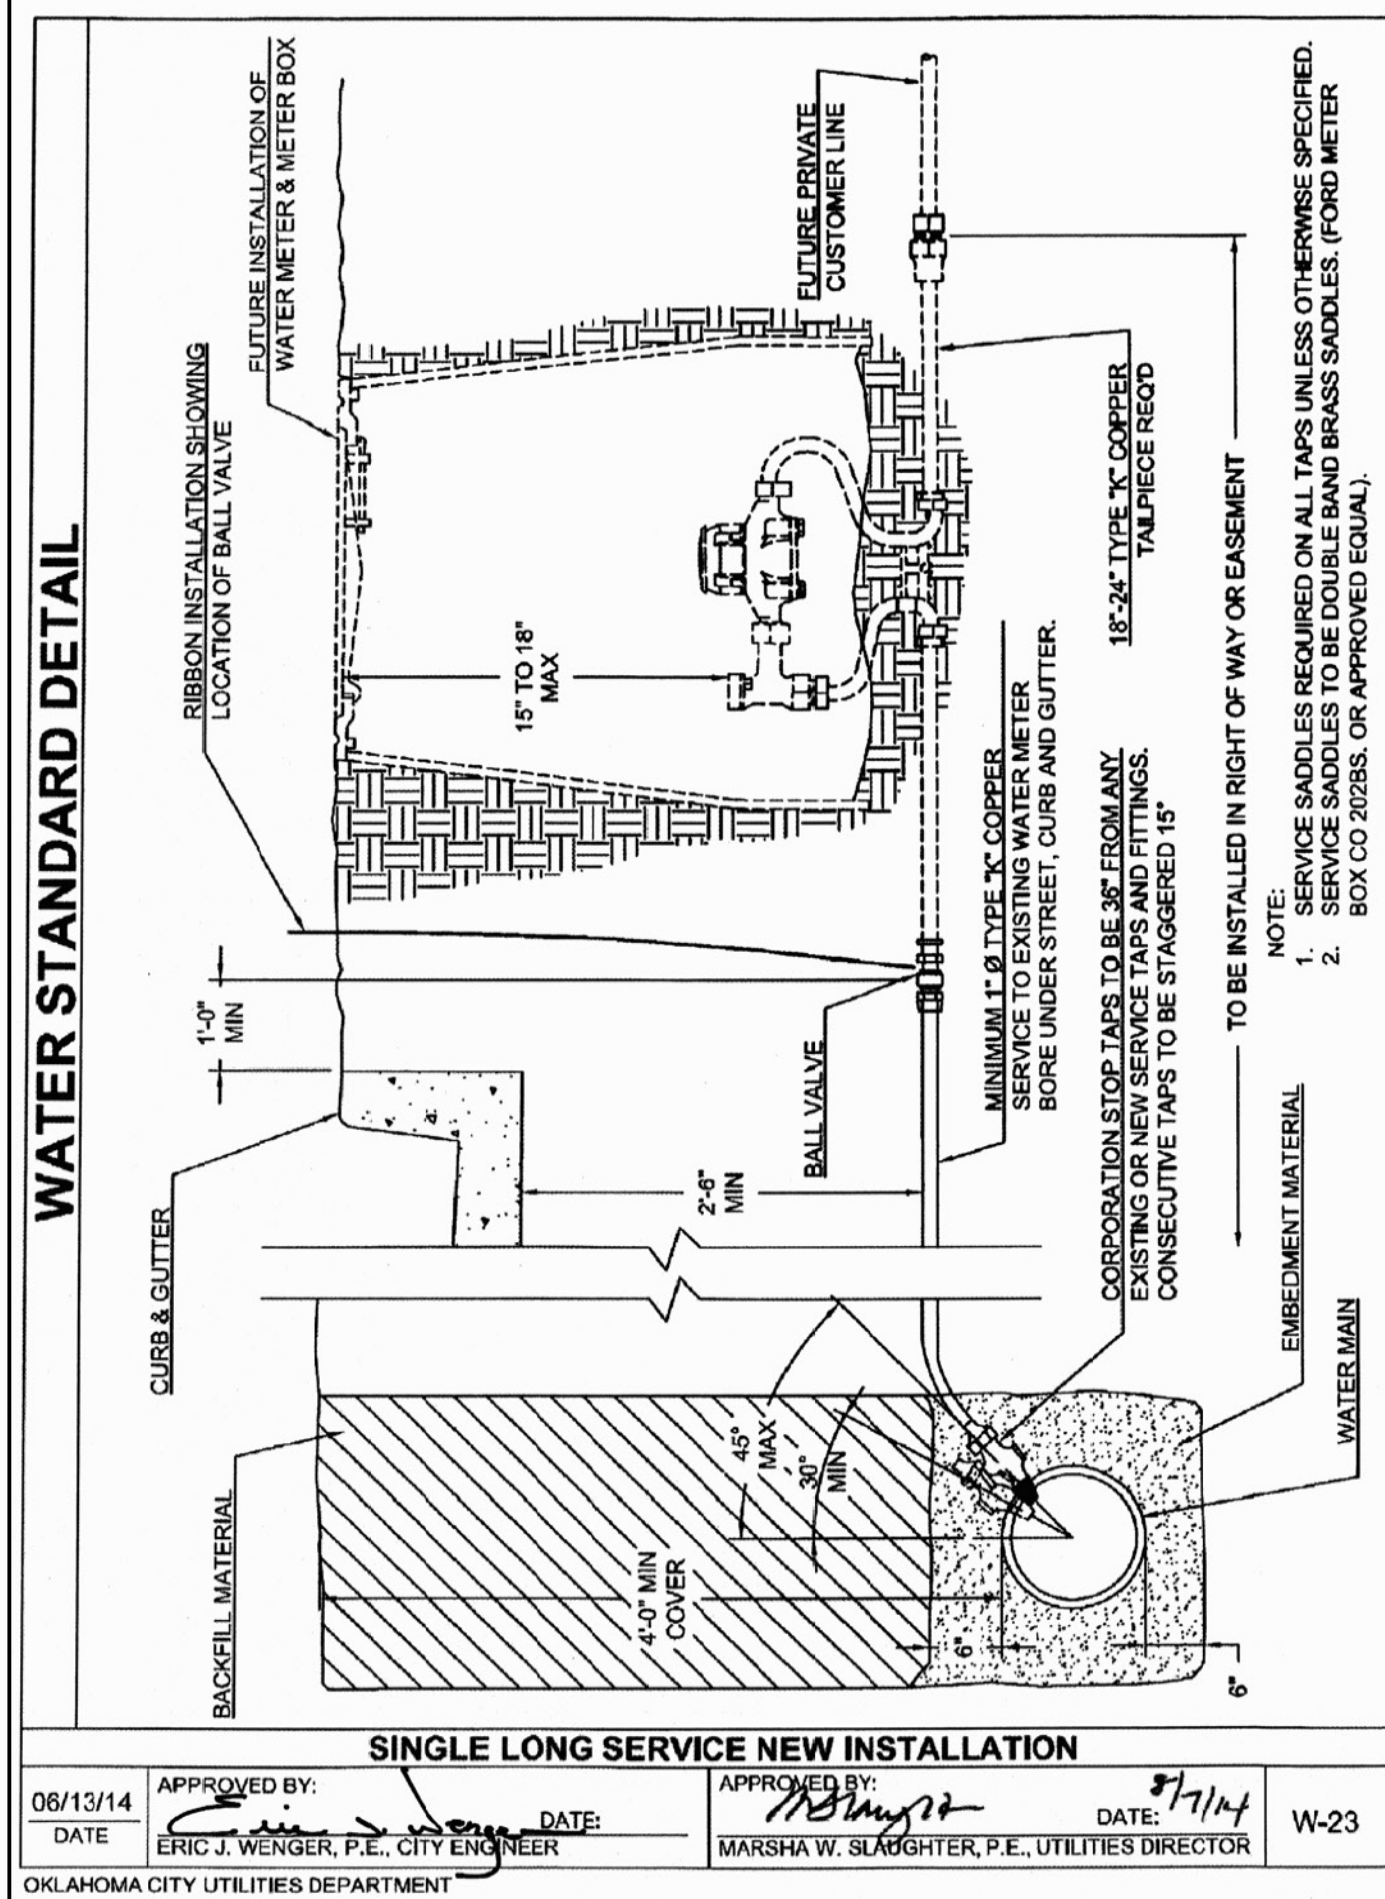 WATER STANDARD DETAIL
FUTURE INSTALLATION OF
WATER METER & METER BOX
RIBBON INSTALLATION SHOWING
LOCATION OF BALL VALVE
1'-0"
MIN
CURB & GUTTER
BACKFILL MATERIAL
15" TO 18"
MAX
2'-6"
MIN
FUTURE PRIVATE
CUSTOMER LINE
BALL VALVE
45°
MAX
30°
MIN
4'-0" MIN
COVER
6"
6"
MINIMUM 1" Ø TYPE "K" COPPER
SERVICE TO EXISTING WATER METER
BORE UNDER STREET, CURB AND GUTTER.
18"-24" TYPE "K" COPPER
TAILPIECE REQ'D
CORPORATION STOP TAPS TO BE 36" FROM ANY
EXISTING OR NEW SERVICE TAPS AND FITTINGS.
CONSECUTIVE TAPS TO BE STAGGERED 15°
TO BE INSTALLED IN RIGHT OF WAY OR EASEMENT
EMBEDMENT MATERIAL
WATER MAIN
NOTE:
1. SERVICE SADDLES REQUIRED ON ALL TAPS UNLESS OTHERWISE SPECIFIED.
2. SERVICE SADDLES TO BE DOUBLE BAND BRASS SADDLES. (FORD METER
BOX CO 202BS. OR APPROVED EQUAL).
SINGLE LONG SERVICE NEW INSTALLATION
06/13/14
DATE
APPROVED BY:
Eric J. Wenger
DATE:
ERIC J. WENGER, P.E., CITY ENGINEER
APPROVED BY:
DATE: 8/7/14
MARSHA W. SLAUGHTER, P.E., UTILITIES DIRECTOR
W-23
OKLAHOMA CITY UTILITIES DEPARTMENT